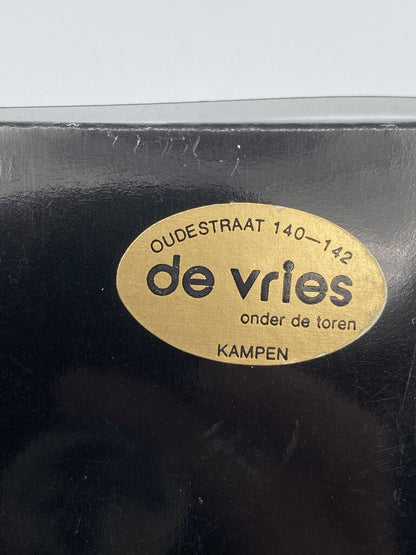 OUDESTRAAT 140–142
de vries
onder de toren
KAMPEN